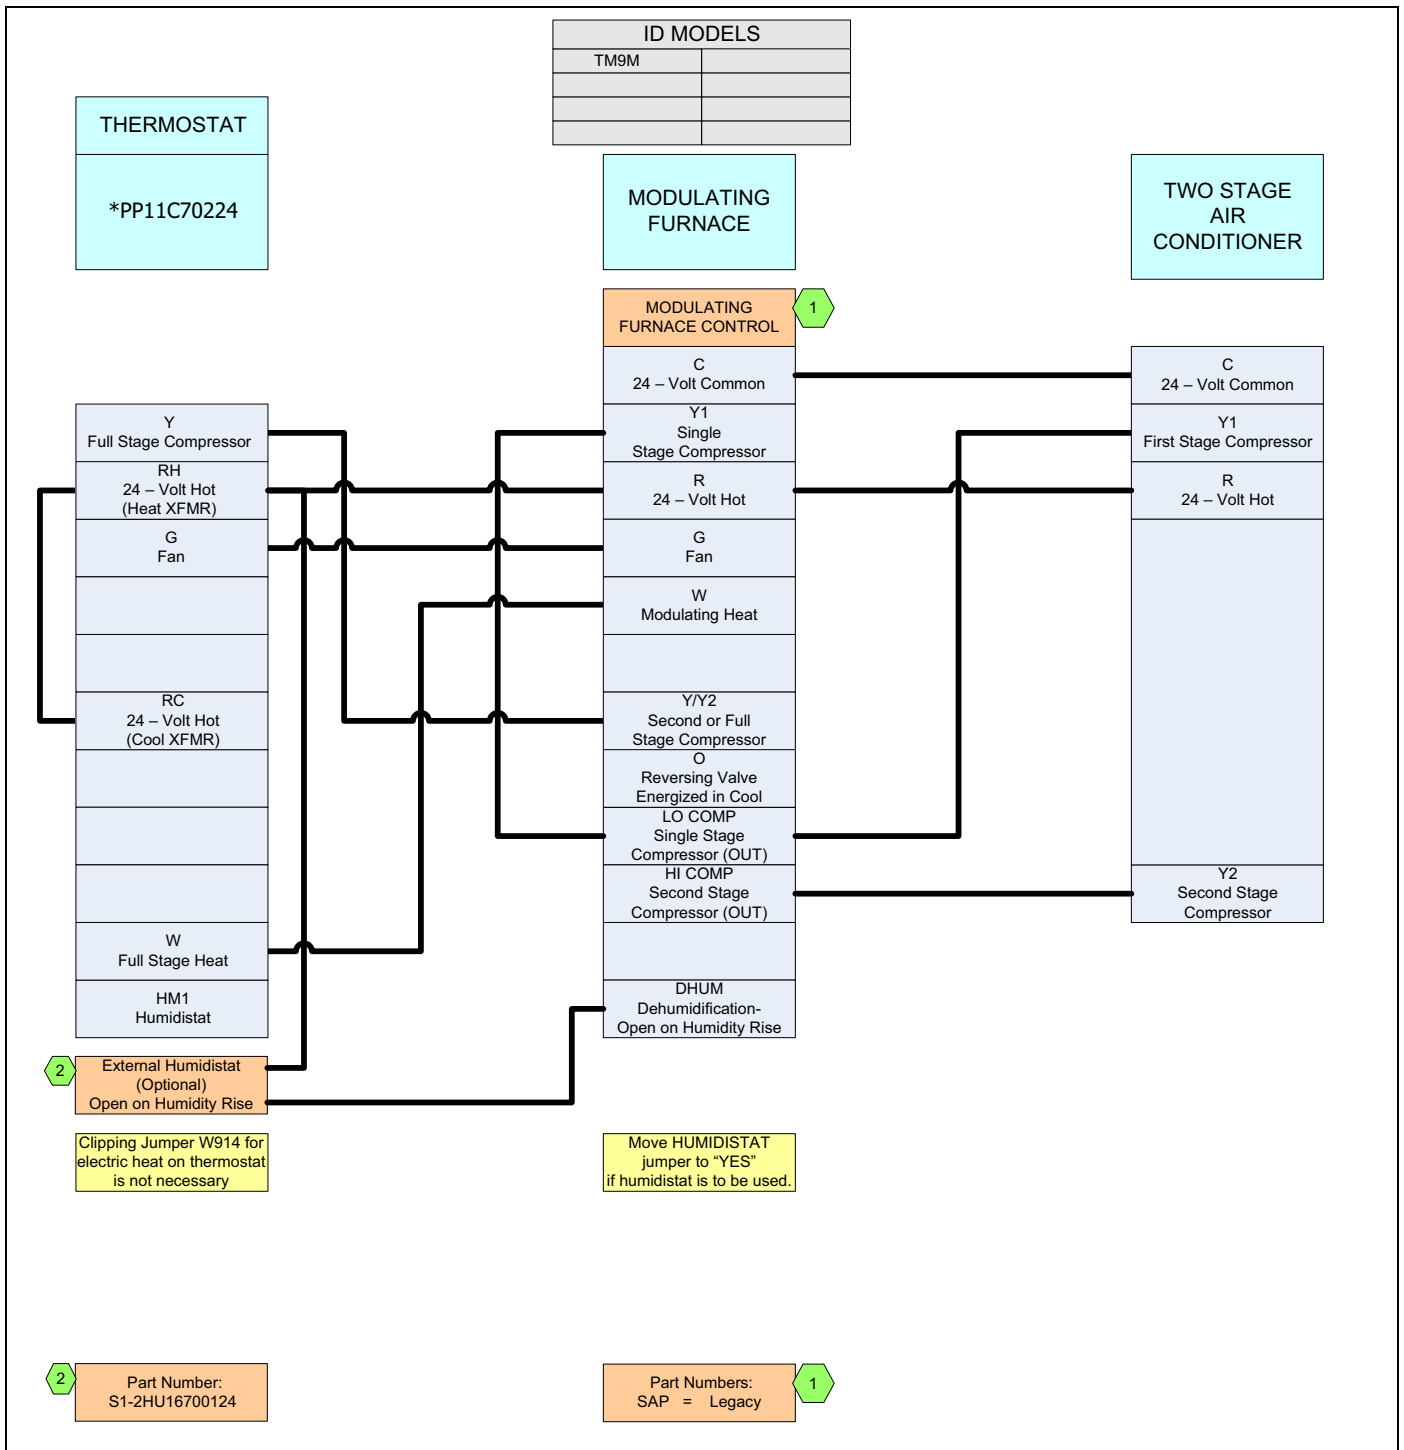 ID MODELS
TM9M
THERMOSTAT
*PP11C70224
MODULATING
FURNACE
TWO STAGE
AIR
CONDITIONER
MODULATING
FURNACE CONTROL
1
Y
Full Stage Compressor
RH
24 – Volt Hot
(Heat XFMR)
G
Fan
RC
24 – Volt Hot
(Cool XFMR)
W
Full Stage Heat
HM1
Humidistat
2
External Humidistat
(Optional)
Open on Humidity Rise
Clipping Jumper W914 for
electric heat on thermostat
is not necessary
C
24 – Volt Common
Y1
Single
Stage Compressor
R
24 – Volt Hot
G
Fan
W
Modulating Heat
Y/Y2
Second or Full
Stage Compressor
O
Reversing Valve
Energized in Cool
LO COMP
Single Stage
Compressor (OUT)
HI COMP
Second Stage
Compressor (OUT)
DHUM
Dehumidification-
Open on Humidity Rise
Move HUMIDISTAT
jumper to “YES”
if humidistat is to be used.
C
24 – Volt Common
Y1
First Stage Compressor
R
24 – Volt Hot
Y2
Second Stage
Compressor
2
Part Number:
S1-2HU16700124
Part Numbers:
SAP = Legacy
1